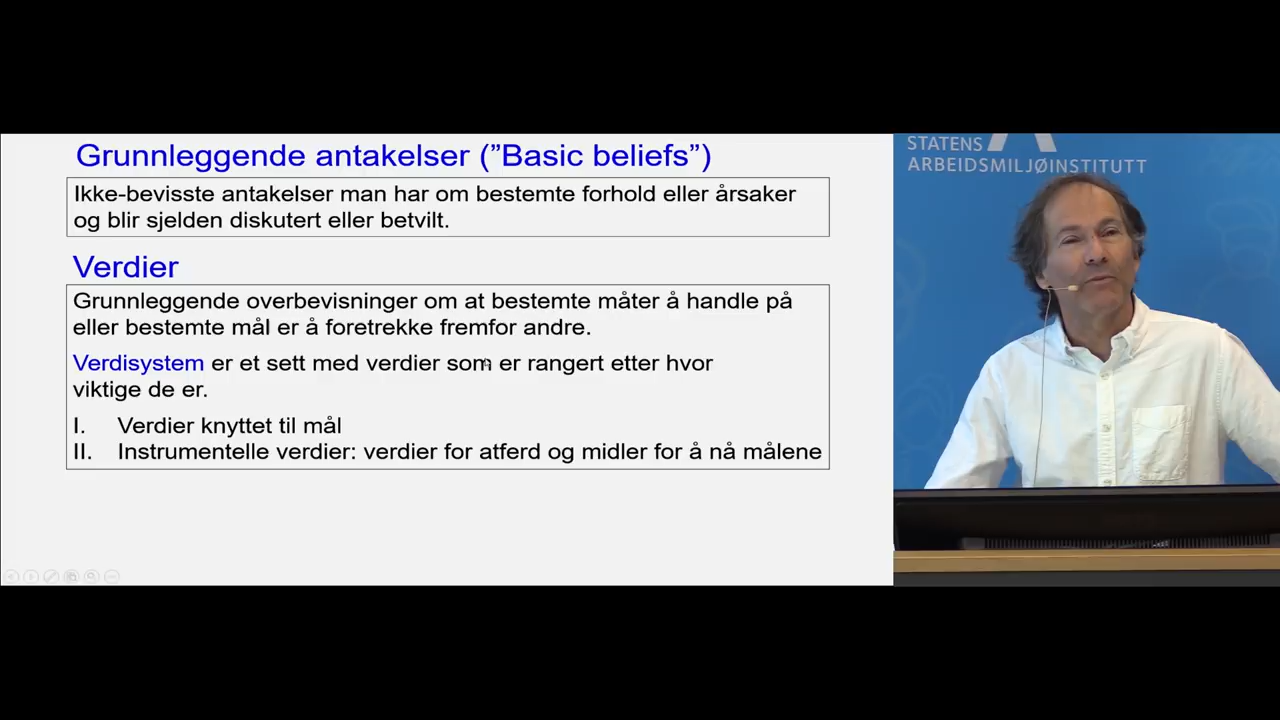 Grunnleggende antakelser (”Basic beliefs”)
Ikke-bevisste antakelser man har om bestemte forhold eller årsaker
og blir sjelden diskutert eller betvilt.
Verdier
Grunnleggende overbevisninger om at bestemte måter å handle på
eller bestemte mål er å foretrekke fremfor andre.
Verdisystem er et sett med verdier som er rangert etter hvor
viktige de er.
I. Verdier knyttet til mål
II. Instrumentelle verdier: verdier for atferd og midler for å nå målene
STATENS
ARBEIDSMILJØINSTITUTT